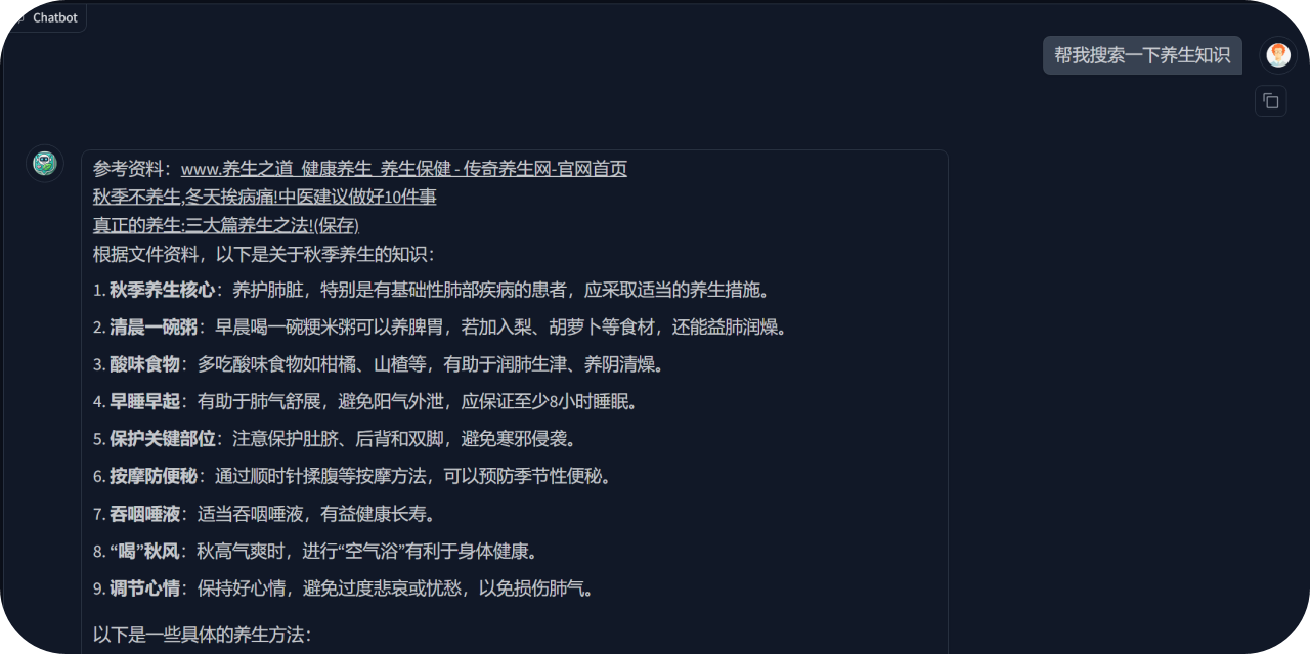 Chatbot
帮我搜索一下养生知识
参考资料：www.养生之道_健康养生_养生保健 - 传奇养生网-官网首页
秋季不养生,冬天挨病痛!中医建议做好10件事
真正的养生:三大篇养生之法!(保存)
根据文件资料，以下是关于秋季养生的知识：
1. 秋季养生核心：养护肺脏，特别是有基础性肺部疾病的患者，应采取适当的养生措施。
2. 清晨一碗粥：早晨喝一碗粳米粥可以养脾胃，若加入梨、胡萝卜等食材，还能益肺润燥。
3. 酸味食物：多吃酸味食物如柑橘、山楂等，有助于润肺生津、养阴清燥。
4. 早睡早起：有助于肺气舒展，避免阳气外泄，应保证至少8小时睡眠。
5. 保护关键部位：注意保护肚脐、后背和双脚，避免寒邪侵袭。
6. 按摩防便秘：通过顺时针揉腹等按摩方法，可以预防季节性便秘。
7. 吞咽唾液：适当吞咽唾液，有益健康长寿。
8. “喝”秋风：秋高气爽时，进行“空气浴”有利于身体健康。
9. 调节心情：保持好心情，避免过度悲哀或忧愁，以免损伤肺气。
以下是一些具体的养生方法：